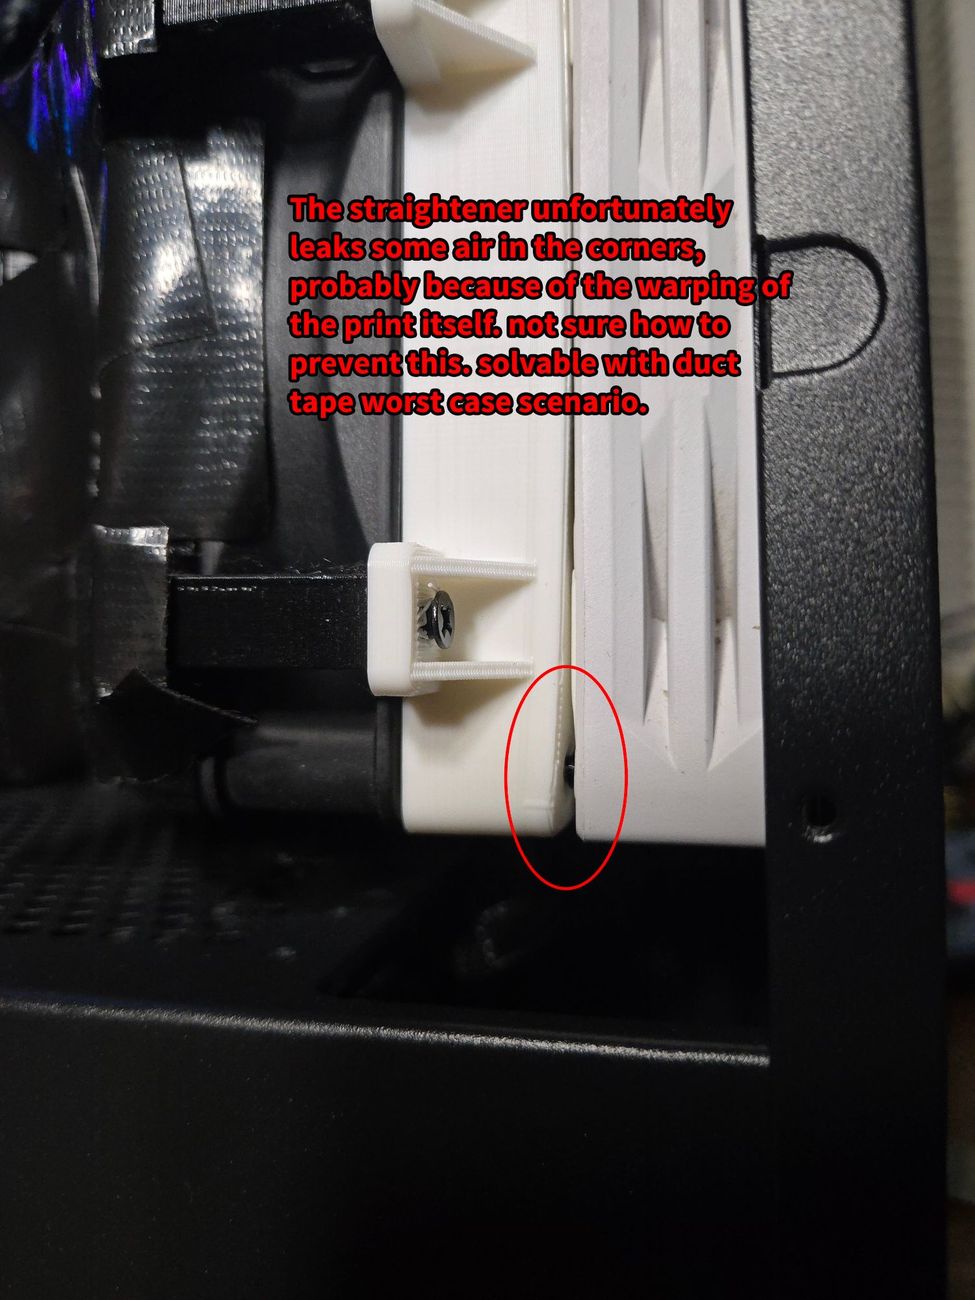 The straightener unfortunately
leaks some air in the corners,
probably because of the warping of
the print itself. not sure how to
prevent this. solvable with duct
tape worst case scenario.